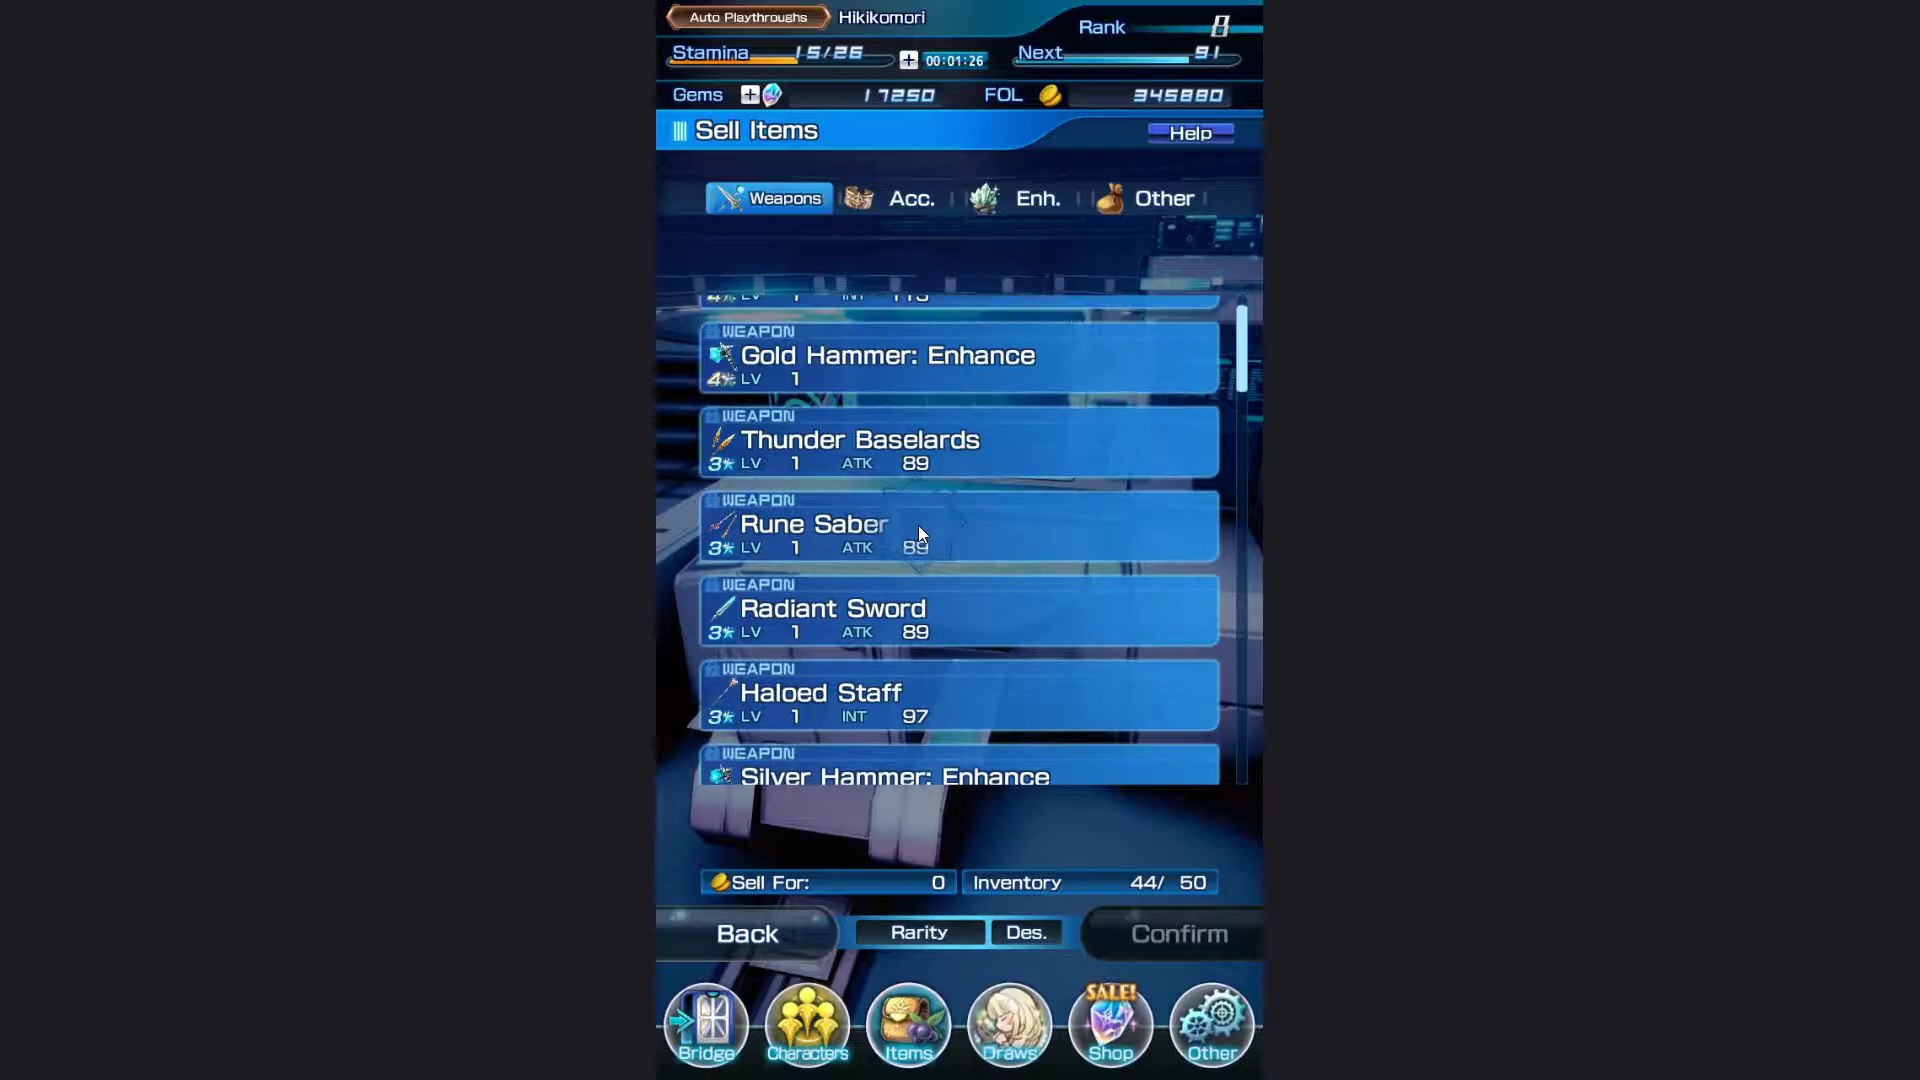 Auto Playthroughs Hikikomori
Rank 8
Stamina 15/26 00:01:26 Next 91
Gems 17250 FOL 345880
Sell Items Help
Weapons Acc. Enh. Other
LV 1 INT
WEAPON
Gold Hammer: Enhance
4 LV 1
WEAPON
Thunder Baselards
3 LV 1 ATK 89
WEAPON
Rune Saber
3 LV 1 ATK 89
WEAPON
Radiant Sword
3 LV 1 ATK 89
WEAPON
Haloed Staff
3 LV 1 INT 97
WEAPON
Silver Hammer: Enhance
Sell For: 0 Inventory 44/ 50
Back Rarity Des. Confirm
SALE!
Bridge Characters Items Draws Shop Other